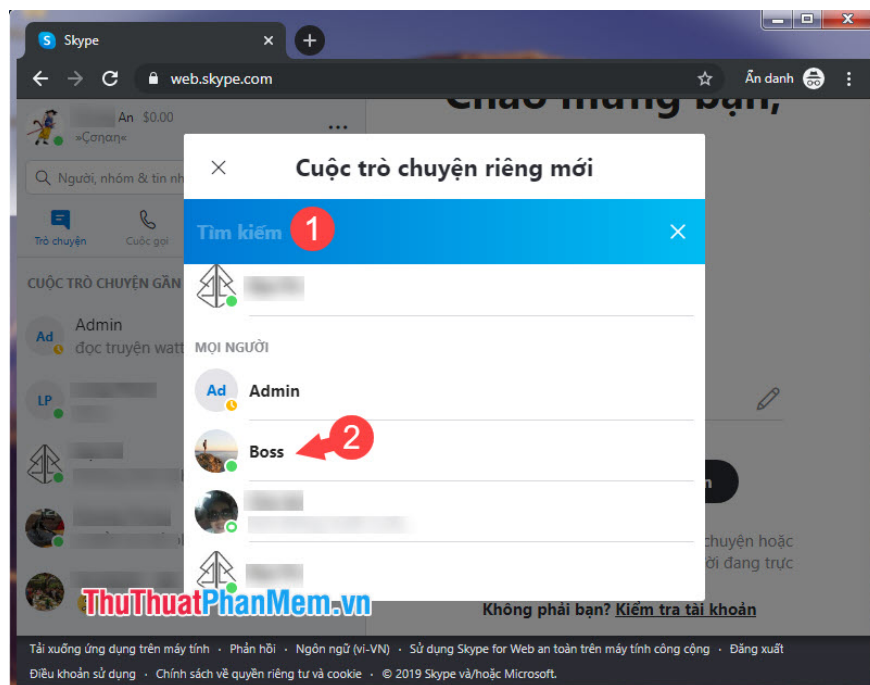 Skype
web.skype.com
Ẩn danh
An $0.00
»Çơηαη«
Chào mừng bạn,
Người, nhóm & tin nh
Trò chuyện
Cuộc gọi
CUỘC TRÒ CHUYỆN GẦN
Ad
Admin
đọc truyện watt
LP
Cuộc trò chuyện riêng mới
Tìm kiếm
1
MỌI NGƯỜI
Ad
Admin
Boss
2
n
chuyện hoặc
ời đang trực
Không phải bạn? Kiểm tra tài khoản
ThuThuatPhanMem.vn
Tải xuống ứng dụng trên máy tính · Phản hồi · Ngôn ngữ (vi-VN) · Sử dụng Skype for Web an toàn trên máy tính công cộng · Đăng xuất
Điều khoản sử dụng · Chính sách về quyền riêng tư và cookie · © 2019 Skype và/hoặc Microsoft.